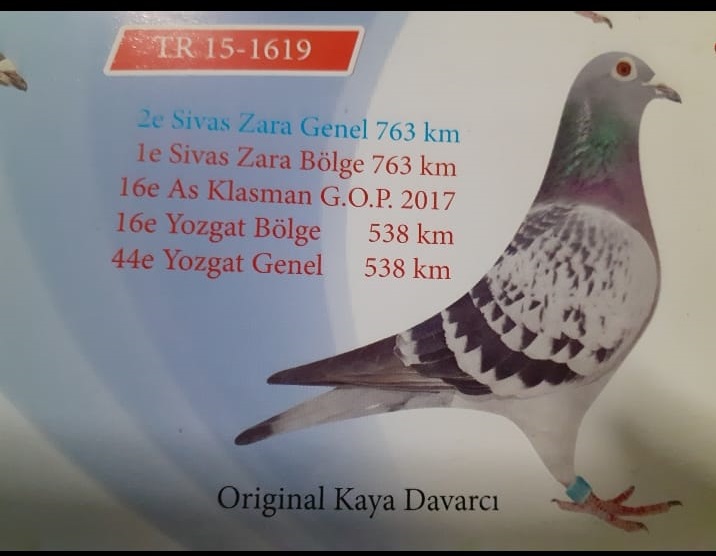 TR 15-1619
2e Sivas Zara Genel 763 km
1e Sivas Zara Bölge 763 km
16e As Klasman G.O.P. 2017
16e Yozgat Bölge 538 km
44e Yozgat Genel 538 km
Original Kaya Davarcı